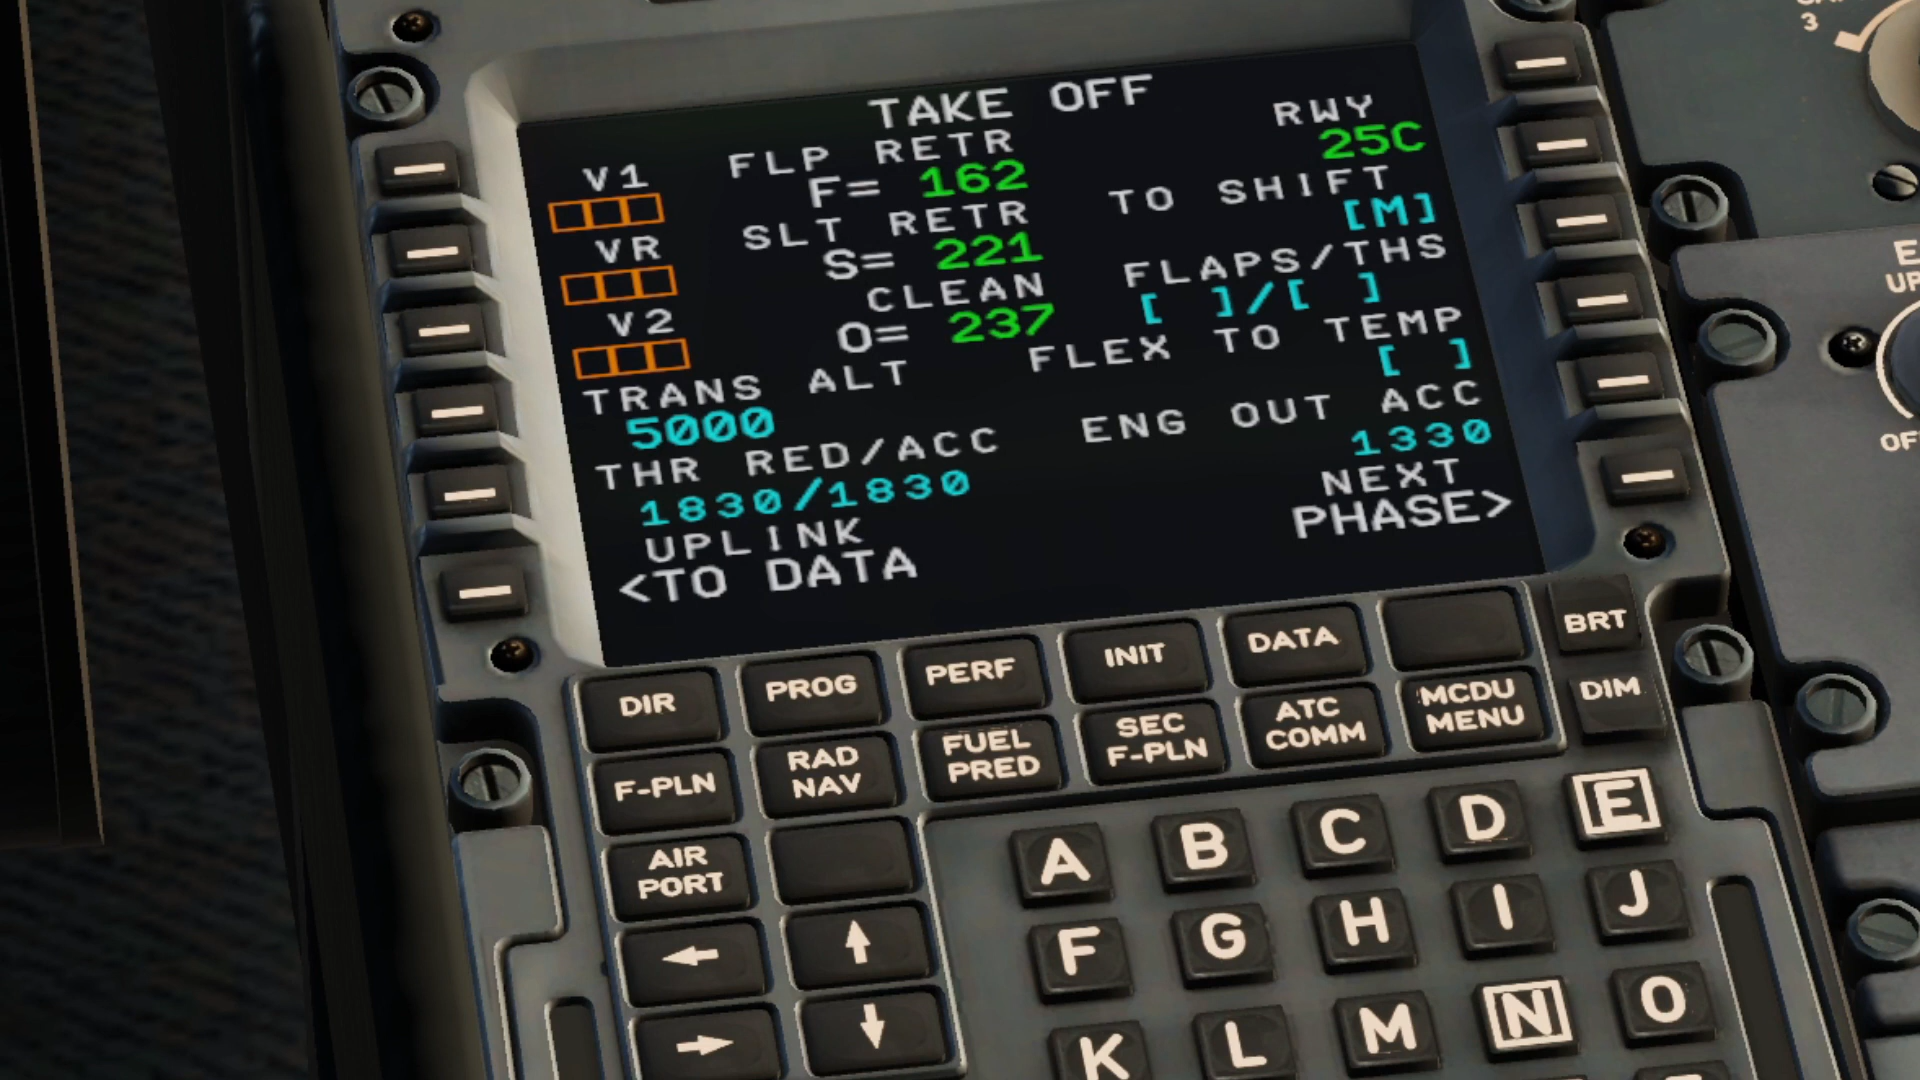 TAKE OFF
V1 FLP RETR RWY
F= 162 25C
VR SLT RETR TO SHIFT
S= 221 [M]
V2 CLEAN FLAPS/THS
O= 237 [ ]/[ ]
TRANS ALT FLEX TO TEMP
5000 [ ]
THR RED/ACC ENG OUT ACC
1830/1830 1330
UPLINK NEXT
<TO DATA PHASE>
DIR PROG PERF INIT DATA BRT
F-PLN RAD NAV FUEL PRED SEC F-PLN ATC COMM MCDU MENU DIM
AIR PORT
A B C D E
F G H I J
K L M N O
3
UP